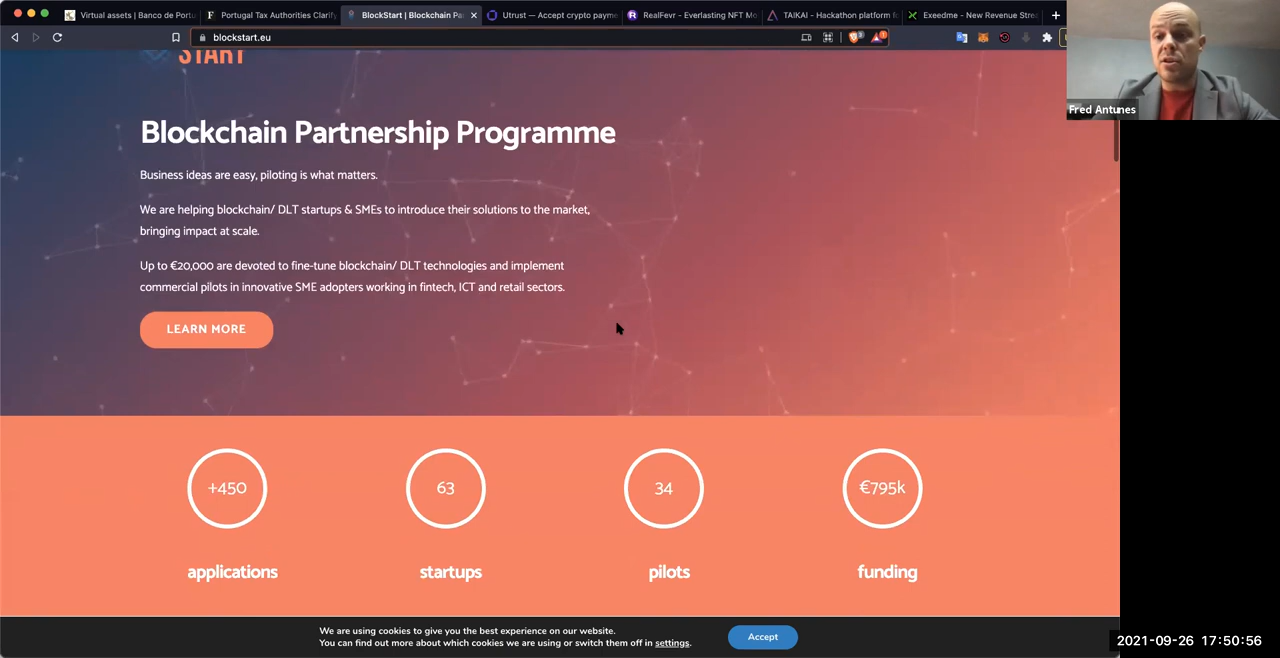 Virtual assets | Banco de Portu
Portugal Tax Authorities Clarif
BlockStart | Blockchain Pa
Utrust — Accept crypto payme
RealFevr - Everlasting NFT Mo
TAIKAI - Hackathon platform fo
Exeedme - New Revenue Strea
blockstart.eu
Fred Antunes
START
Blockchain Partnership Programme
Business ideas are easy, piloting is what matters.
We are helping blockchain/ DLT startups & SMEs to introduce their solutions to the market,
bringing impact at scale.
Up to €20,000 are devoted to fine-tune blockchain/ DLT technologies and implement
commercial pilots in innovative SME adopters working in fintech, ICT and retail sectors.
LEARN MORE
+450
63
34
€795k
applications
startups
pilots
funding
We are using cookies to give you the best experience on our website.
You can find out more about which cookies we are using or switch them off in settings.
Accept
2021-09-26 17:50:56